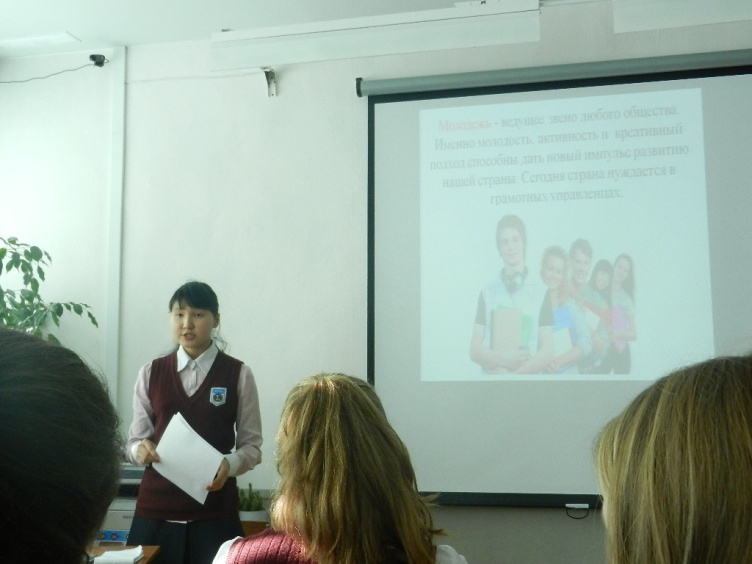 Молодежь - ведущее звено любого общества.
Именно молодость, активность и креативный
подход способны дать новый импульс развитию
нашей страны. Сегодня страна нуждается в
грамотных управленцах.